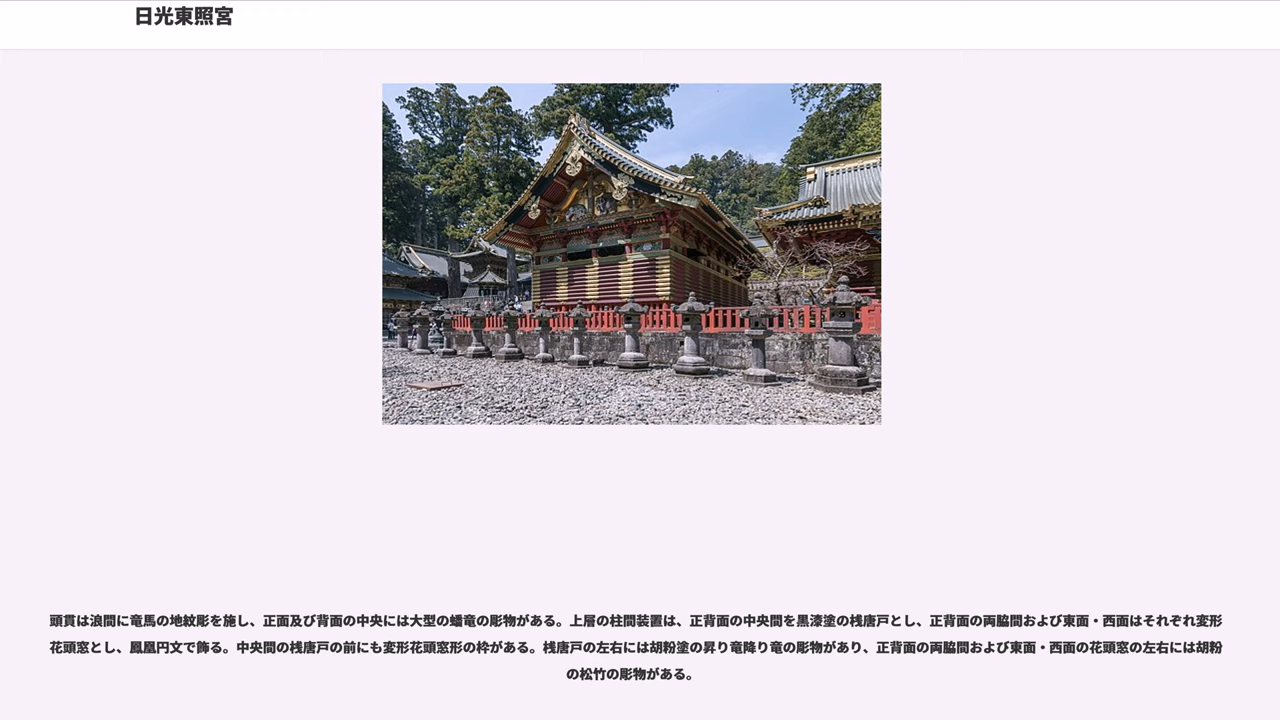 日光東照宮
頭貫は浪間に竜馬の地紋彫を施し、正面及び背面の中央には大型の蟠竜の彫物がある。上層の柱間装置は、正背面の中央間を黒漆塗の桟唐戸とし、正背面の両脇間および東面・西面はそれぞれ変形
花頭窓とし、鳳凰円文で飾る。中央間の桟唐戸の前にも変形花頭窓形の枠がある。桟唐戸の左右には胡粉塗の昇り竜降り竜の彫物があり、正背面の両脇間および東面・西面の花頭窓の左右には胡粉
の松竹の彫物がある。